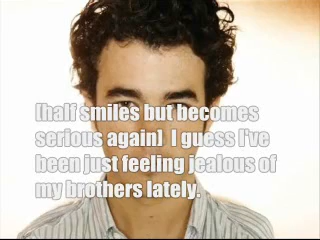 [half smiles but becomes
serious again]  I guess I've
been just feeling jealous of
my brothers lately.